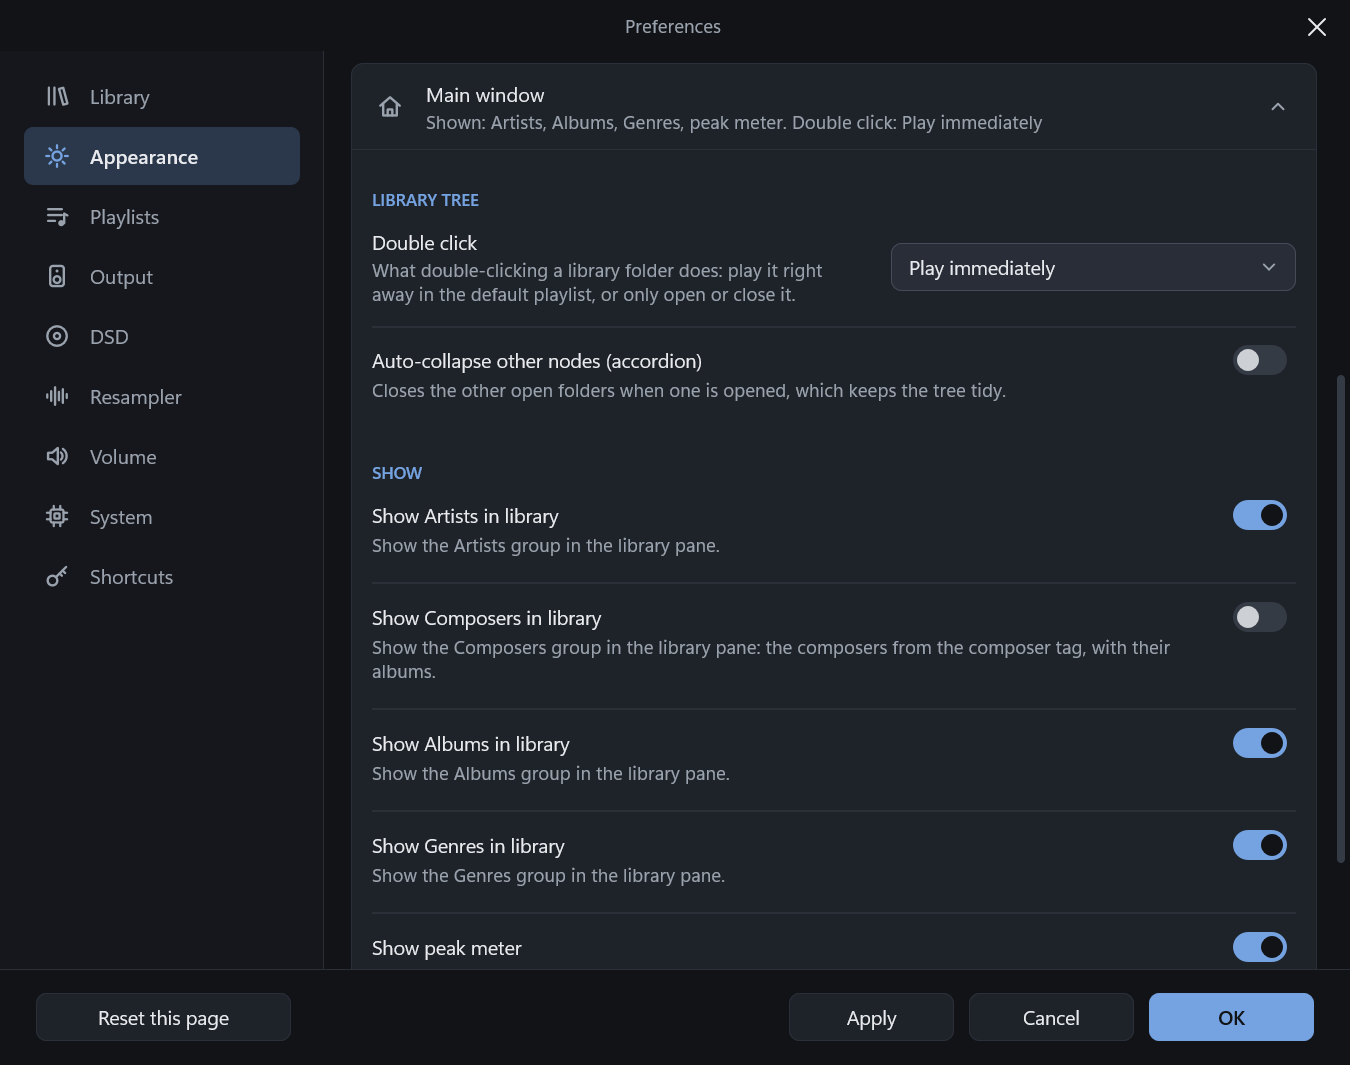 Preferences
Library
Appearance
Playlists
Output
DSD
Resampler
Volume
System
Shortcuts
Main window
Shown: Artists, Albums, Genres, peak meter. Double click: Play immediately
LIBRARY TREE
Double click
What double-clicking a library folder does: play it right
away in the default playlist, or only open or close it.
Play immediately
Auto-collapse other nodes (accordion)
Closes the other open folders when one is opened, which keeps the tree tidy.
SHOW
Show Artists in library
Show the Artists group in the library pane.
Show Composers in library
Show the Composers group in the library pane: the composers from the composer tag, with their
albums.
Show Albums in library
Show the Albums group in the library pane.
Show Genres in library
Show the Genres group in the library pane.
Show peak meter
Reset this page
Apply
Cancel
OK